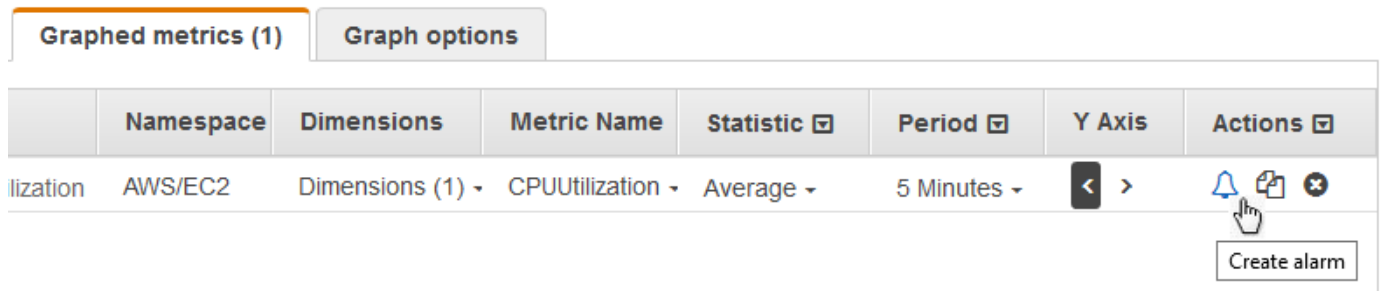 Graphed metrics (1) Graph options
Namespace Dimensions Metric Name Statistic Period Y Axis Actions
ilization AWS/EC2 Dimensions (1) CPUUtilization Average 5 Minutes < >
Create alarm